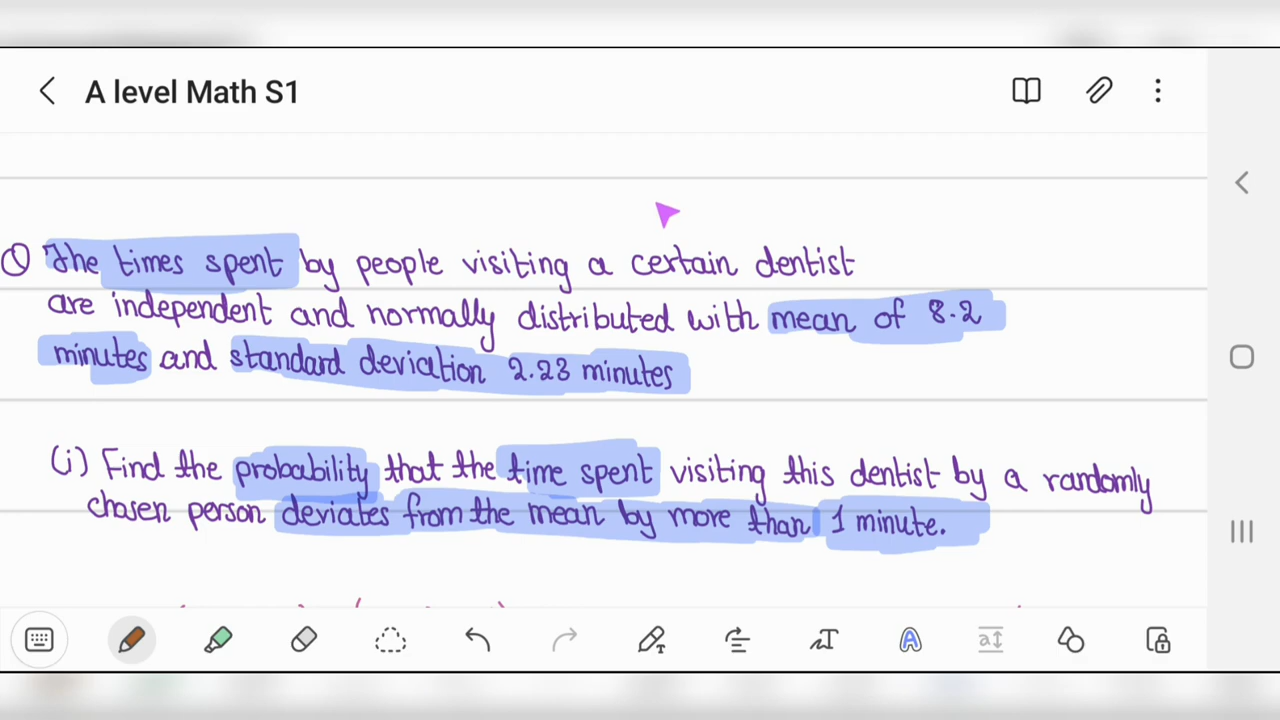 A level Math S1
Q The times spent by people visiting a certain dentist
are independent and normally distributed with mean of 8.2
minutes and standard deviation 2.23 minutes
(i) Find the probability that the time spent visiting this dentist by a randomly
chosen person deviates from the mean by more than 1 minute.